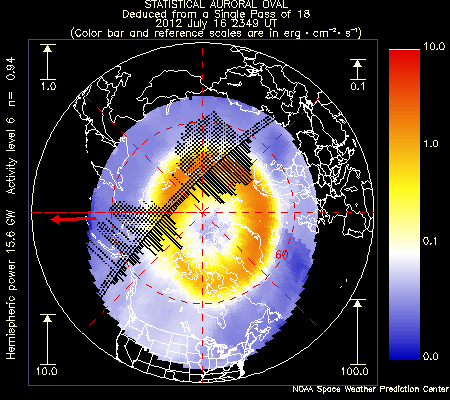 STATISTICAL AURORAL OVAL
Deduced from a Single Pass of 18
2012 July 16 2349 UT
(Color bar and reference scales are in erg · cm⁻² · s⁻¹)
Hemispheric power 15.6 GW  Activity level 6  n= 0.94
1.0
0.1
10.0
100.0
60
10.0
1.0
0.1
0.0
NOAA Space Weather Prediction Center